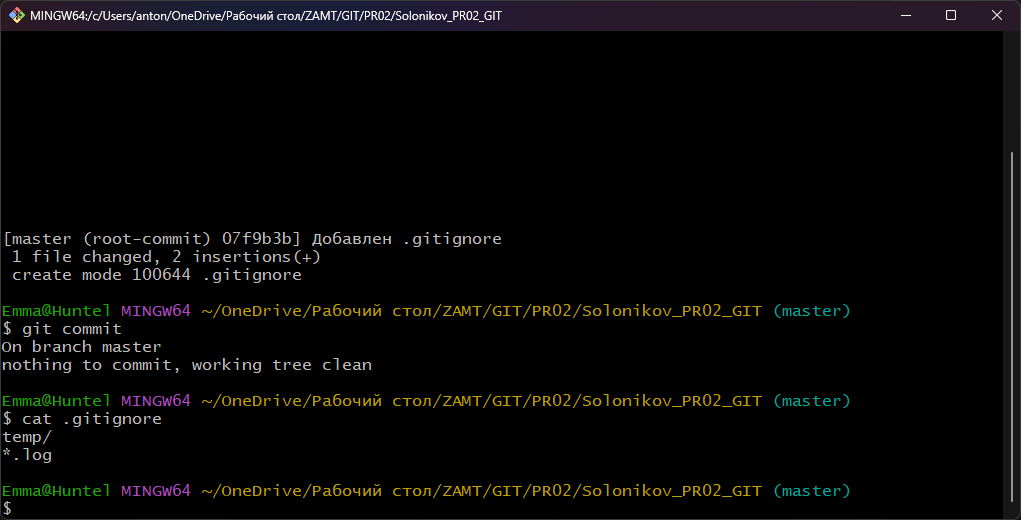 MINGW64:/c/Users/anton/OneDrive/Рабочий стол/ZAMT/GIT/PR02/Solonikov_PR02_GIT
[master (root-commit) 07f9b3b] Добавлен .gitignore
 1 file changed, 2 insertions(+)
 create mode 100644 .gitignore
Emma@Huntel MINGW64 ~/OneDrive/Рабочий стол/ZAMT/GIT/PR02/Solonikov_PR02_GIT (master)
$ git commit
On branch master
nothing to commit, working tree clean
Emma@Huntel MINGW64 ~/OneDrive/Рабочий стол/ZAMT/GIT/PR02/Solonikov_PR02_GIT (master)
$ cat .gitignore
temp/
*.log
Emma@Huntel MINGW64 ~/OneDrive/Рабочий стол/ZAMT/GIT/PR02/Solonikov_PR02_GIT (master)
$